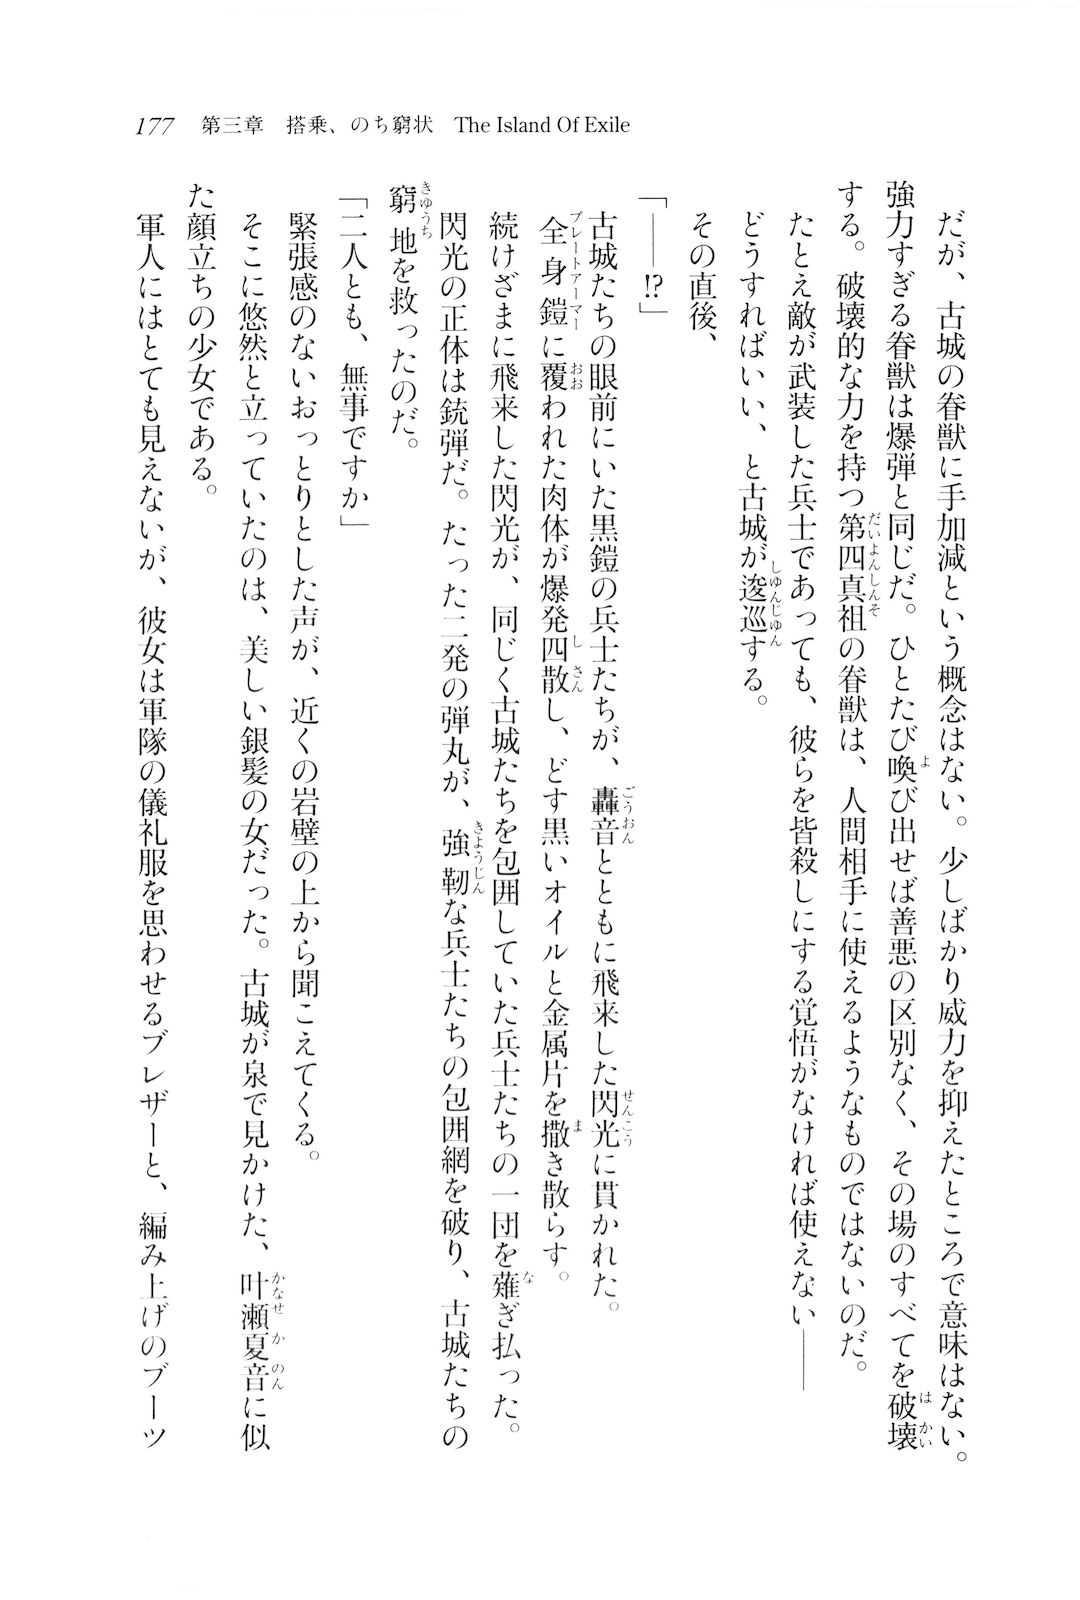 177　第三章　搭乗、のち窮状　The Island Of Exile
　だが、古城の眷獣に手加減という概念はない。少しばかり威力を抑えたところで意味はない。
強力すぎる眷獣は爆弾と同じだ。ひとたび喚び出せば善悪の区別なく、その場のすべてを破壊
する。破壊的な力を持つ第四真祖の眷獣は、人間相手に使えるようなものではないのだ。
　たとえ敵が武装した兵士であっても、彼らを皆殺しにする覚悟がなければ使えない――
　どうすればいい、と古城が逡巡する。
　その直後、
「――!?」
　古城たちの眼前にいた黒鎧の兵士たちが、轟音とともに飛来した閃光に貫かれた。
　全身鎧に覆われた肉体が爆発四散し、どす黒いオイルと金属片を撒き散らす。
　続けざまに飛来した閃光が、同じく古城たちを包囲していた兵士たちの一団を薙ぎ払った。
　閃光の正体は銃弾だ。たった二発の弾丸が、強靭な兵士たちの包囲網を破り、古城たちの
窮地を救ったのだ。
「二人とも、無事ですか」
　緊張感のないおっとりとした声が、近くの岩壁の上から聞こえてくる。
　そこに悠然と立っていたのは、美しい銀髪の女だった。古城が泉で見かけた、叶瀬夏音に似
た顔立ちの少女である。
　軍人にはとても見えないが、彼女は軍隊の儀礼服を思わせるブレザーと、編み上げのブーツ